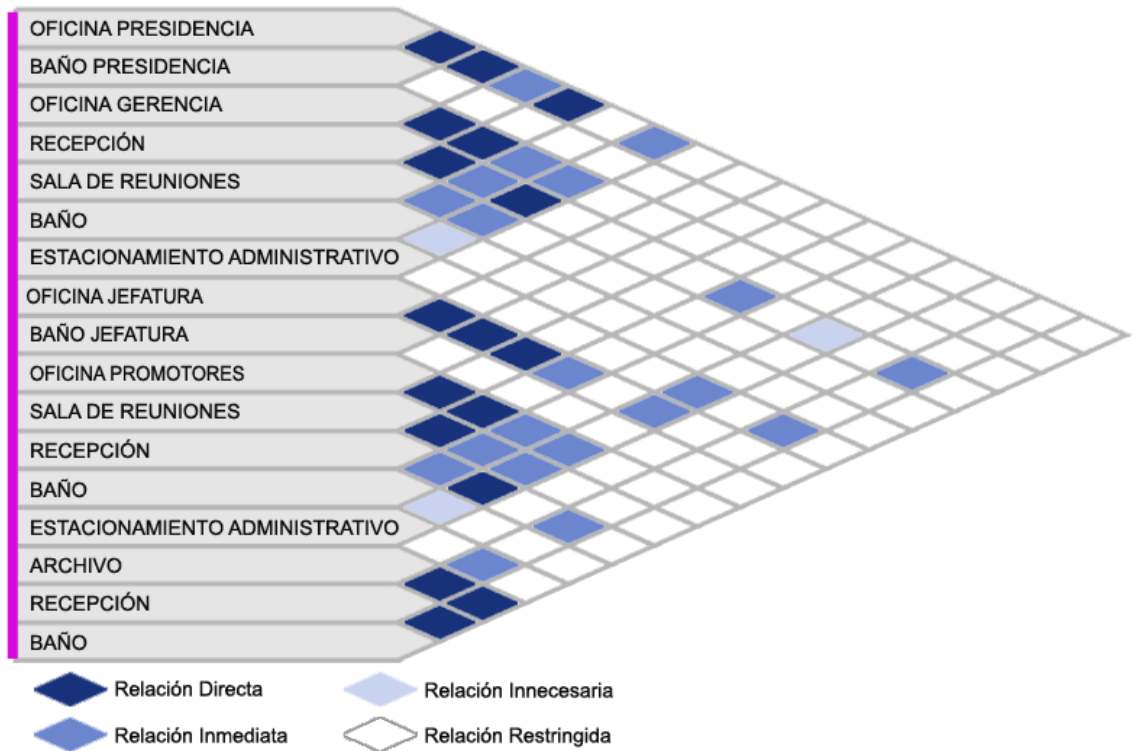 OFICINA PRESIDENCIA
BAÑO PRESIDENCIA
OFICINA GERENCIA
RECEPCIÓN
SALA DE REUNIONES
BAÑO
ESTACIONAMIENTO ADMINISTRATIVO
OFICINA JEFATURA
BAÑO JEFATURA
OFICINA PROMOTORES
SALA DE REUNIONES
RECEPCIÓN
BAÑO
ESTACIONAMIENTO ADMINISTRATIVO
ARCHIVO
RECEPCIÓN
BAÑO
Relación Directa
Relación Innecesaria
Relación Inmediata
Relación Restringida